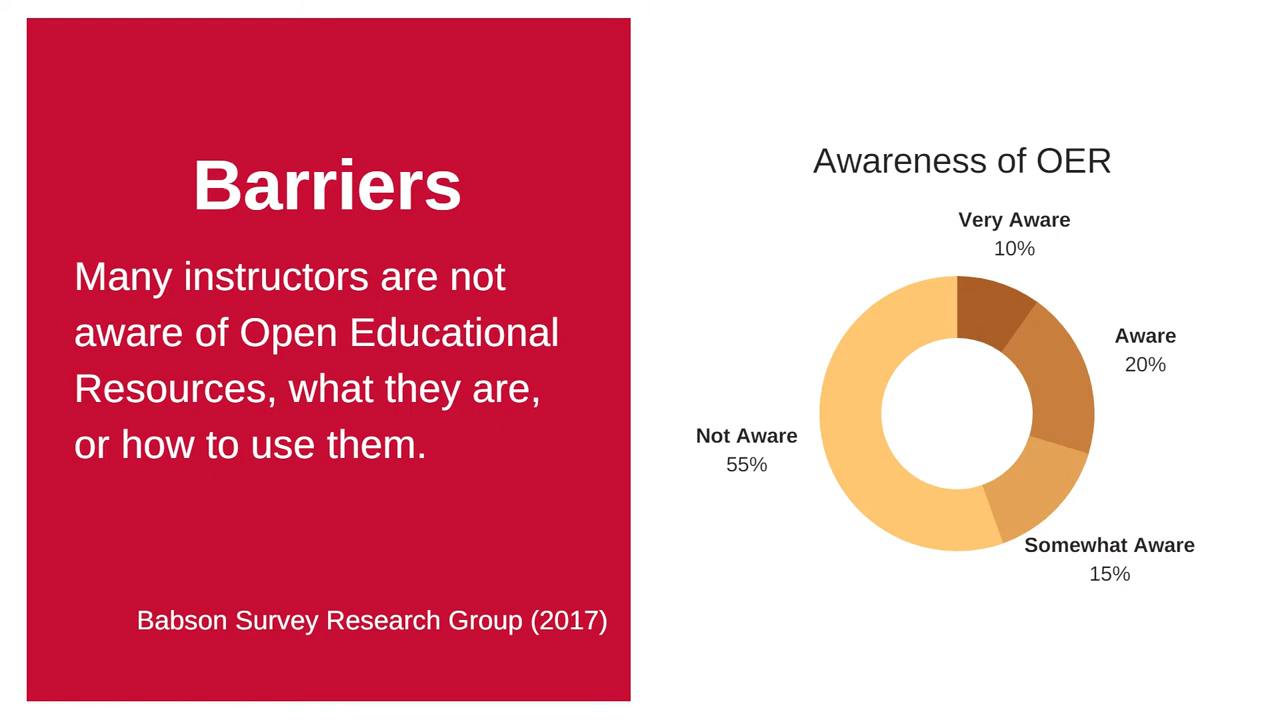 Barriers
Many instructors are not
aware of Open Educational
Resources, what they are,
or how to use them.
Babson Survey Research Group (2017)
Awareness of OER
Very Aware
10%
Aware
20%
Not Aware
55%
Somewhat Aware
15%